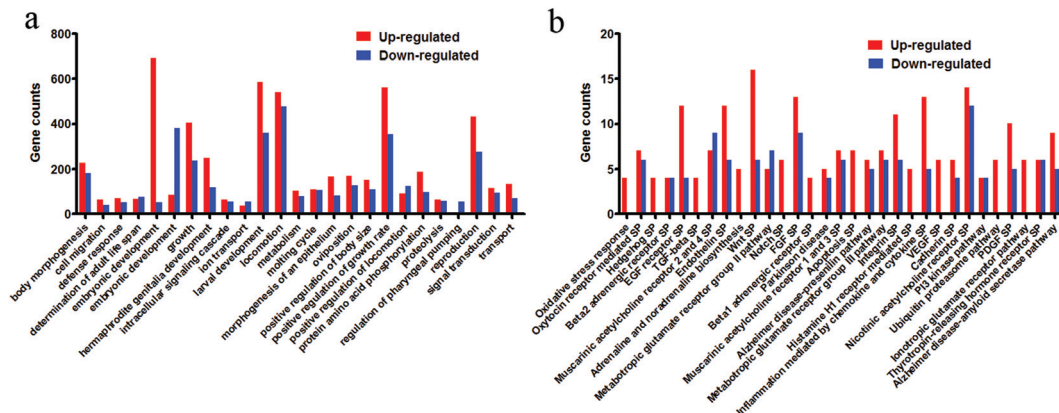 a
800
600
400
200
0
Gene counts
Up-regulated
Down-regulated
body morphogenesis
cell migration
defense response
determination of adult life span
embryonic development
embryonic development
growth
hermaphrodite genitalia development
intracellular signaling cascade
ion transport
larval development
locomotion
metabolism
molting cycle
morphogenesis of an epithelium
oviposition
positive regulation of body size
positive regulation of growth rate
positive regulation of locomotion
protein amino acid phosphorylation
proteolysis
regulation of pharyngeal pumping
reproduction
signal transduction
transport
b
20
15
10
5
0
Gene counts
Up-regulated
Down-regulated
Oxidative stress response
Oxytocin receptor mediated SP
Hedgehog SP
Beta2 adrenergic receptor SP
EGF receptor SP
TGF-beta SP
Muscarinic acetylcholine receptor 2 and 4 SP
Endothelin SP
Adrenaline and noradrenaline biosynthesis
Wnt SP
Metabotropic glutamate receptor group II pathway
Notch SP
FGF SP
Beta1 adrenergic receptor SP
Parkinson disease
Muscarinic acetylcholine receptor 1 and 3 SP
Apoptosis SP
Alzheimer disease-presenilin pathway
Metabotropic glutamate receptor group III pathway
Integrin SP
Histamine H1 receptor mediated SP
Inflammation mediated by chemokine and cytokine SP
VEGF SP
Nicotinic acetylcholine receptor SP
Cadherin SP
PI3 kinase pathway
Ubiquitin proteasome pathway
PDGF SP
Ionotropic glutamate receptor pathway
Thyrotropin-releasing hormone receptor SP
Alzheimer disease-amyloid secretase pathway